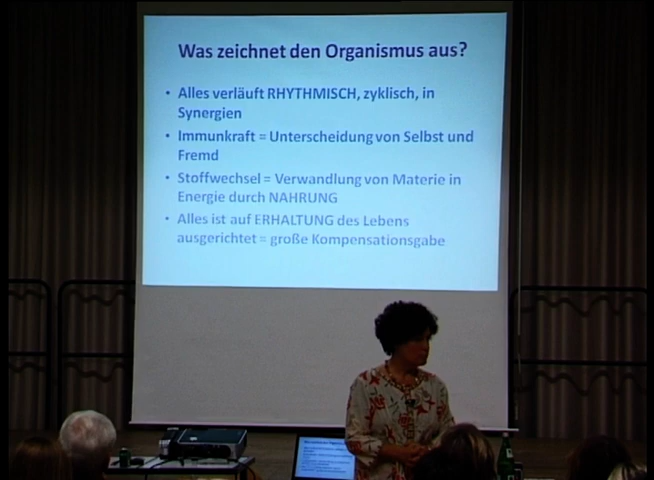 Was zeichnet den Organismus aus?
• Alles verläuft RHYTHMISCH, zyklisch, in
Synergien
• Immunkraft = Unterscheidung von Selbst und
Fremd
• Stoffwechsel = Verwandlung von Materie in
Energie durch NAHRUNG
• Alles ist auf ERHALTUNG des Lebens
ausgerichtet = große Kompensationsgabe